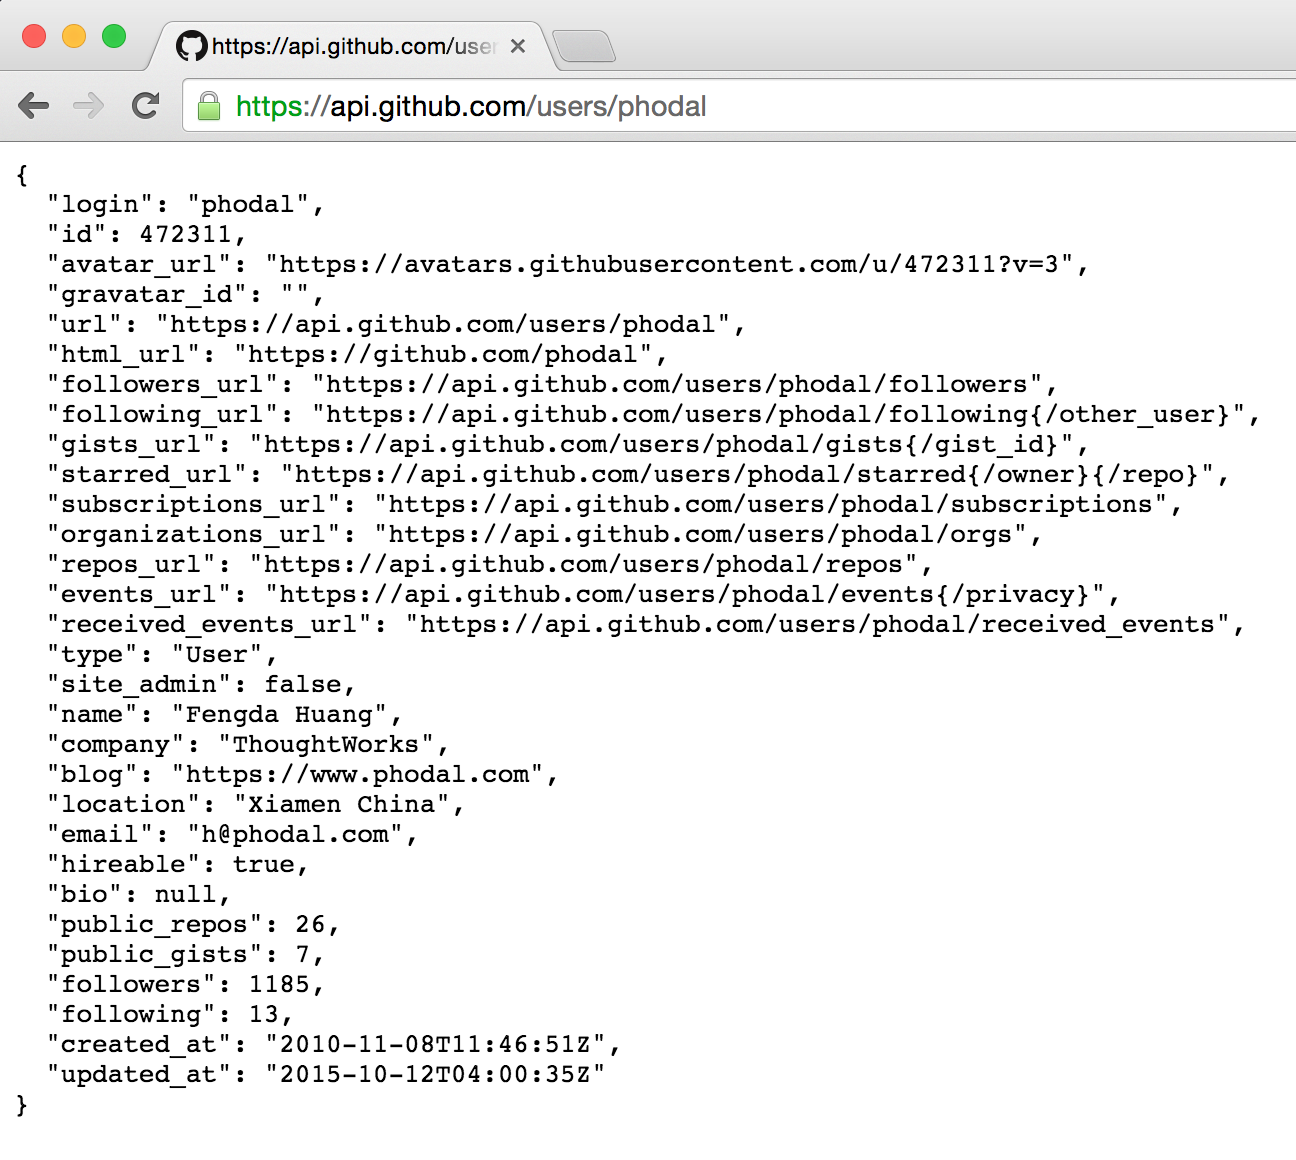 https://api.github.com/user
https://api.github.com/users/phodal
{
"login": "phodal",
"id": 472311,
"avatar_url": "https://avatars.githubusercontent.com/u/472311?v=3",
"gravatar_id": "",
"url": "https://api.github.com/users/phodal",
"html_url": "https://github.com/phodal",
"followers_url": "https://api.github.com/users/phodal/followers",
"following_url": "https://api.github.com/users/phodal/following{/other_user}",
"gists_url": "https://api.github.com/users/phodal/gists{/gist_id}",
"starred_url": "https://api.github.com/users/phodal/starred{/owner}{/repo}",
"subscriptions_url": "https://api.github.com/users/phodal/subscriptions",
"organizations_url": "https://api.github.com/users/phodal/orgs",
"repos_url": "https://api.github.com/users/phodal/repos",
"events_url": "https://api.github.com/users/phodal/events{/privacy}",
"received_events_url": "https://api.github.com/users/phodal/received_events",
"type": "User",
"site_admin": false,
"name": "Fengda Huang",
"company": "ThoughtWorks",
"blog": "https://www.phodal.com",
"location": "Xiamen China",
"email": "h@phodal.com",
"hireable": true,
"bio": null,
"public_repos": 26,
"public_gists": 7,
"followers": 1185,
"following": 13,
"created_at": "2010-11-08T11:46:51Z",
"updated_at": "2015-10-12T04:00:35Z"
}